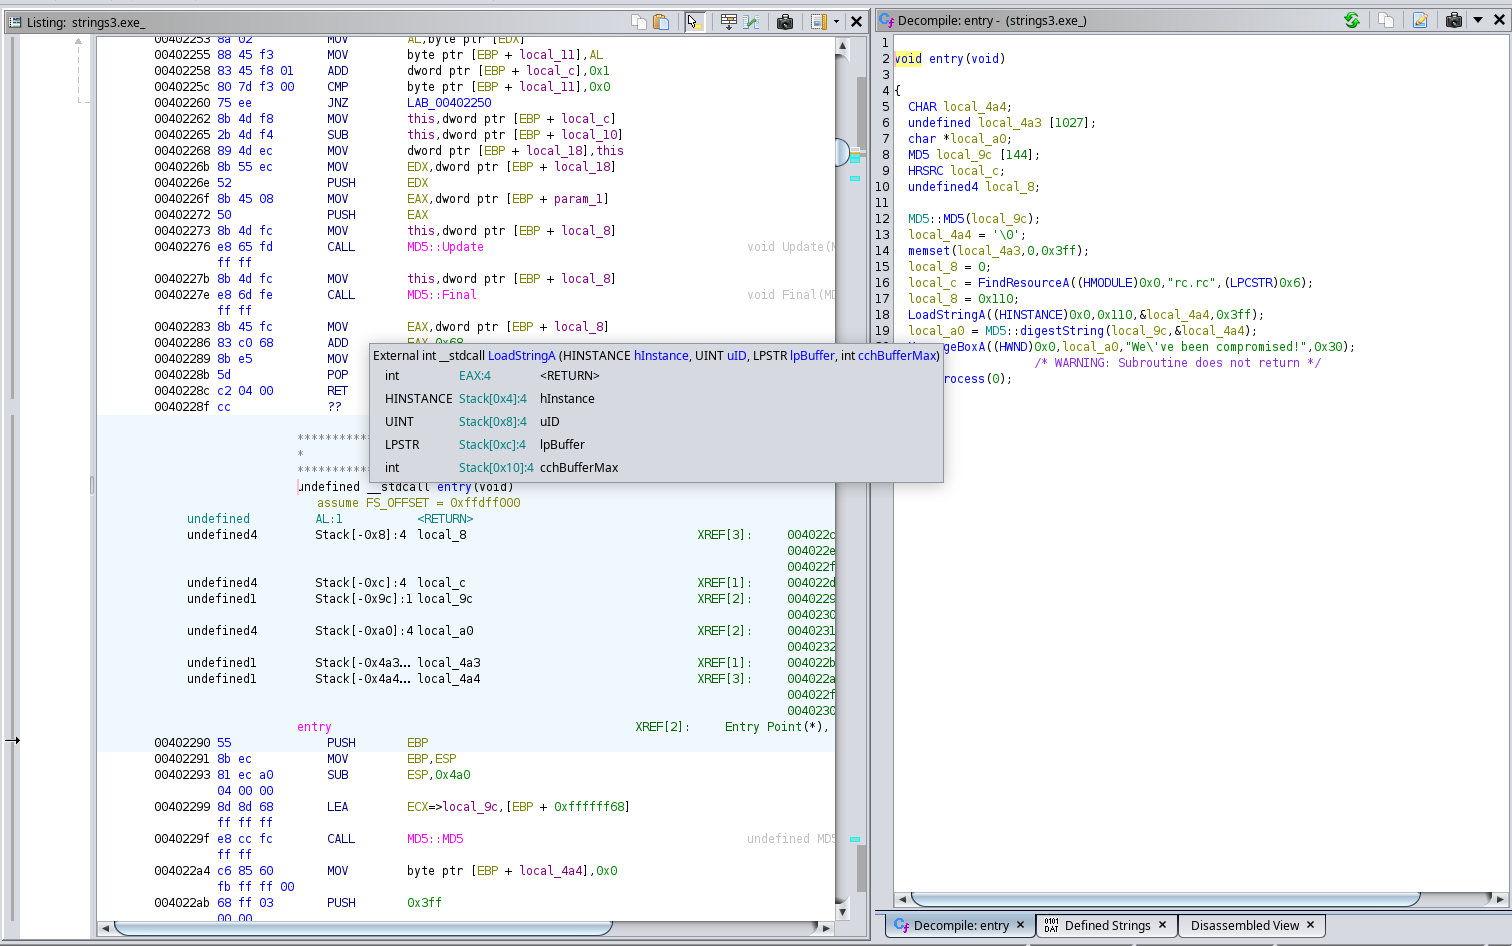 Listing: strings3.exe_
00402253 8a 02 MOV AL,byte ptr [EDX]
00402255 88 45 f3 MOV byte ptr [EBP + local_11],AL
00402258 83 45 f8 01 ADD dword ptr [EBP + local_c],0x1
0040225c 80 7d f3 00 CMP byte ptr [EBP + local_11],0x0
00402260 75 ee JNZ LAB_00402250
00402262 8b 4d f8 MOV this,dword ptr [EBP + local_c]
00402265 2b 4d f4 SUB this,dword ptr [EBP + local_10]
00402268 89 4d ec MOV dword ptr [EBP + local_18],this
0040226b 8b 55 ec MOV EDX,dword ptr [EBP + local_18]
0040226e 52 PUSH EDX
0040226f 8b 45 08 MOV EAX,dword ptr [EBP + param_1]
00402272 50 PUSH EAX
00402273 8b 4d fc MOV this,dword ptr [EBP + local_8]
00402276 e8 65 fd CALL MD5::Update void Update(M
ff ff
0040227b 8b 4d fc MOV this,dword ptr [EBP + local_8]
0040227e e8 6d fe CALL MD5::Final void Final(MD
ff ff
00402283 8b 45 fc MOV EAX,dword ptr [EBP + local_8]
00402286 83 c0 68 ADD EAX,0x68
00402289 8b e5 MOV
0040228b 5d POP
0040228c c2 04 00 RET
0040228f cc ??
External int __stdcall LoadStringA (HINSTANCE hInstance, UINT uID, LPSTR lpBuffer, int cchBufferMax)
int EAX:4 <RETURN>
HINSTANCE Stack[0x4]:4 hInstance
UINT Stack[0x8]:4 uID
LPSTR Stack[0xc]:4 lpBuffer
int Stack[0x10]:4 cchBufferMax
**********
*
**********
undefined __stdcall entry(void)
assume FS_OFFSET = 0xffdff000
undefined AL:1 <RETURN>
undefined4 Stack[-0x8]:4 local_8 XREF[3]: 004022c
004022e
004022f
undefined4 Stack[-0xc]:4 local_c XREF[1]: 004022d
undefined1 Stack[-0x9c]:1 local_9c XREF[2]: 0040229
0040230
undefined4 Stack[-0xa0]:4 local_a0 XREF[2]: 0040231
0040232
undefined1 Stack[-0x4a3... local_4a3 XREF[1]: 004022b
undefined1 Stack[-0x4a4... local_4a4 XREF[3]: 004022a
004022f
0040230
entry XREF[2]: Entry Point(*),
00402290 55 PUSH EBP
00402291 8b ec MOV EBP,ESP
00402293 81 ec a0 SUB ESP,0x4a0
04 00 00
00402299 8d 8d 68 LEA ECX=>local_9c,[EBP + 0xffffff68]
ff ff ff
0040229f e8 cc fc CALL MD5::MD5 undefined MD5
ff ff
004022a4 c6 85 60 MOV byte ptr [EBP + local_4a4],0x0
fb ff ff 00
004022ab 68 ff 03 PUSH 0x3ff
00 00
Decompile: entry - (strings3.exe_)
1
2 void entry(void)
3
4 {
5 CHAR local_4a4;
6 undefined local_4a3 [1027];
7 char *local_a0;
8 MD5 local_9c [144];
9 HRSRC local_c;
10 undefined4 local_8;
11
12 MD5::MD5(local_9c);
13 local_4a4 = '\0';
14 memset(local_4a3,0,0x3ff);
15 local_8 = 0;
16 local_c = FindResourceA((HMODULE)0x0,"rc.rc",(LPCSTR)0x6);
17 local_8 = 0x110;
18 LoadStringA((HINSTANCE)0x0,0x110,&local_4a4,0x3ff);
19 local_a0 = MD5::digestString(local_9c,&local_4a4);
geBoxA((HWND)0x0,local_a0,"We\'ve been compromised!",0x30);
/* WARNING: Subroutine does not return */
rocess(0);
Decompile: entry
Defined Strings
Disassembled View